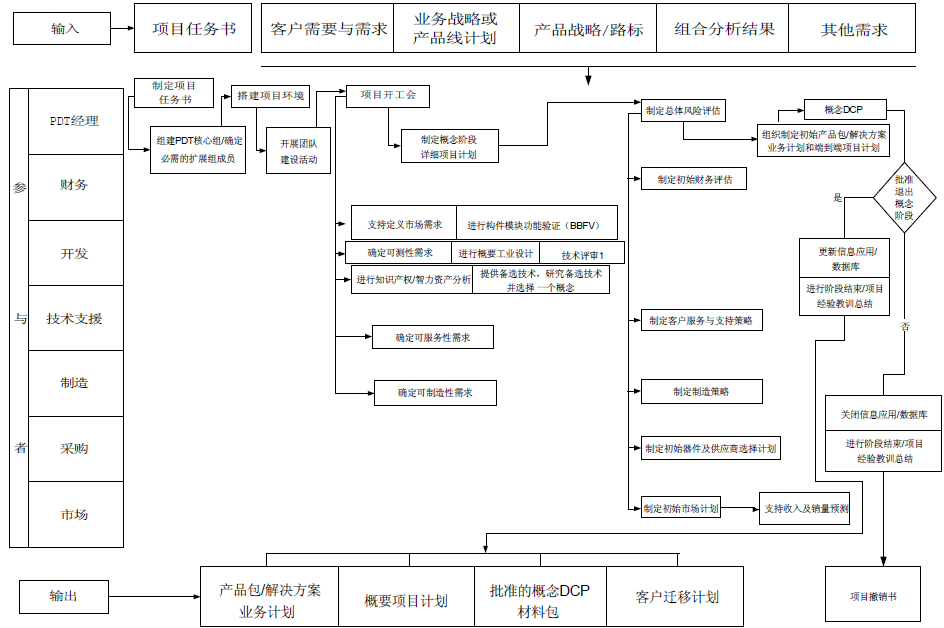 输入
项目任务书
客户需要与需求
业务战略或
产品线计划
产品战略/路标
组合分析结果
其他需求
参
与
者
PDT经理
财务
开发
技术支援
制造
采购
市场
制定项目
任务书
组建PDT核心组/确定
必需的扩展组成员
搭建项目环境
开展团队
建设活动
项目开工会
制定概念阶段
详细项目计划
制定总体风险评估
概念DCP
组织制定初始产品包/解决方案
业务计划和端到端项目计划
批准
退出
概念
阶段
是
否
制定初始财务评估
支持定义市场需求
进行构件模块功能验证（BBFV）
确定可测性需求
进行概要工业设计
技术评审1
进行知识产权/智力资产分析
提供备选技术，研究备选技术
并选择一个概念
更新信息应用/
数据库
进行阶段结束/项目
经验教训总结
制定客户服务与支持策略
确定可服务性需求
确定可制造性需求
制定制造策略
制定初始器件及供应商选择计划
制定初始市场计划
支持收入及销量预测
关闭信息应用/数据库
进行阶段结束/项目
经验教训总结
输出
产品包/解决方案
业务计划
概要项目计划
批准的概念DCP
材料包
客户迁移计划
项目撤销书